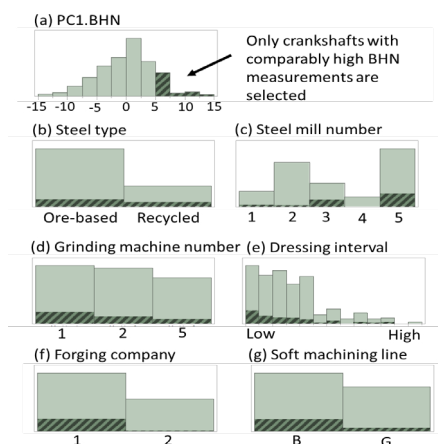 (a) PC1.BHN
Only crankshafts with
comparably high BHN
measurements are
selected
-15 -10 -5 0 5 10 15
(b) Steel type
(c) Steel mill number
Ore-based Recycled
1 2 3 4 5
(d) Grinding machine number
(e) Dressing interval
1 2 5
Low High
(f) Forging company
(g) Soft machining line
1 2
B G